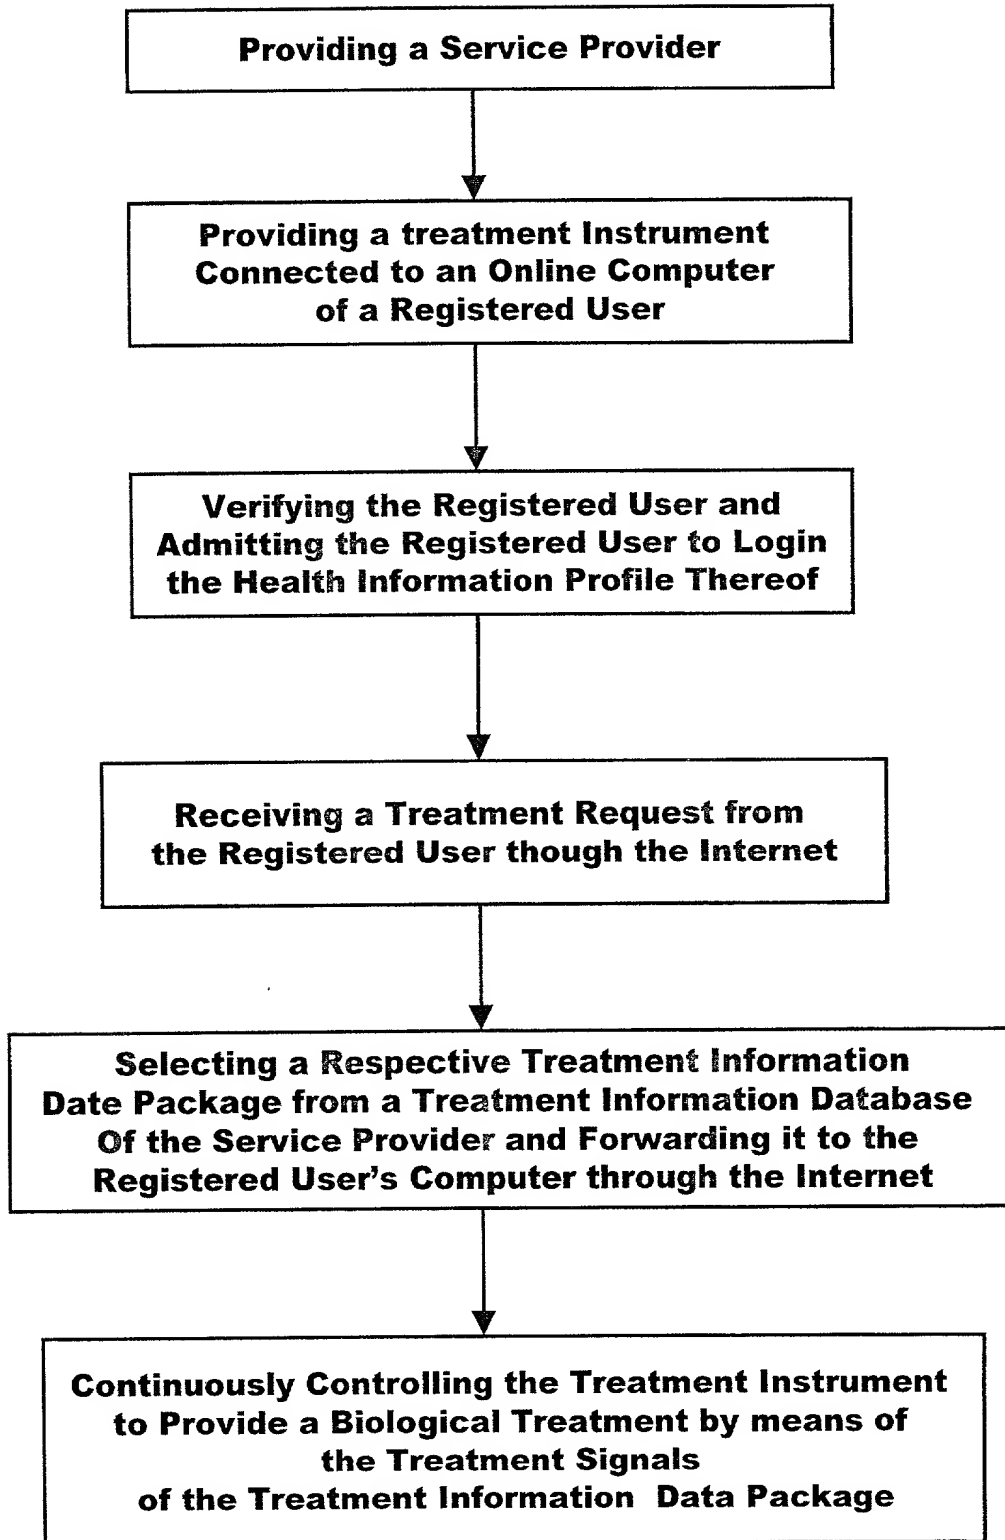 Providing a Service Provider
Providing a treatment Instrument
Connected to an Online Computer
of a Registered User
Verifying the Registered User and
Admitting the Registered User to Login
the Health Information Profile Thereof
Receiving a Treatment Request from
the Registered User though the Internet
Selecting a Respective Treatment Information
Date Package from a Treatment Information Database
Of the Service Provider and Forwarding it to the
Registered User's Computer through the Internet
Continuously Controlling the Treatment Instrument
to Provide a Biological Treatment by means of
the Treatment Signals
of the Treatment Information Data Package